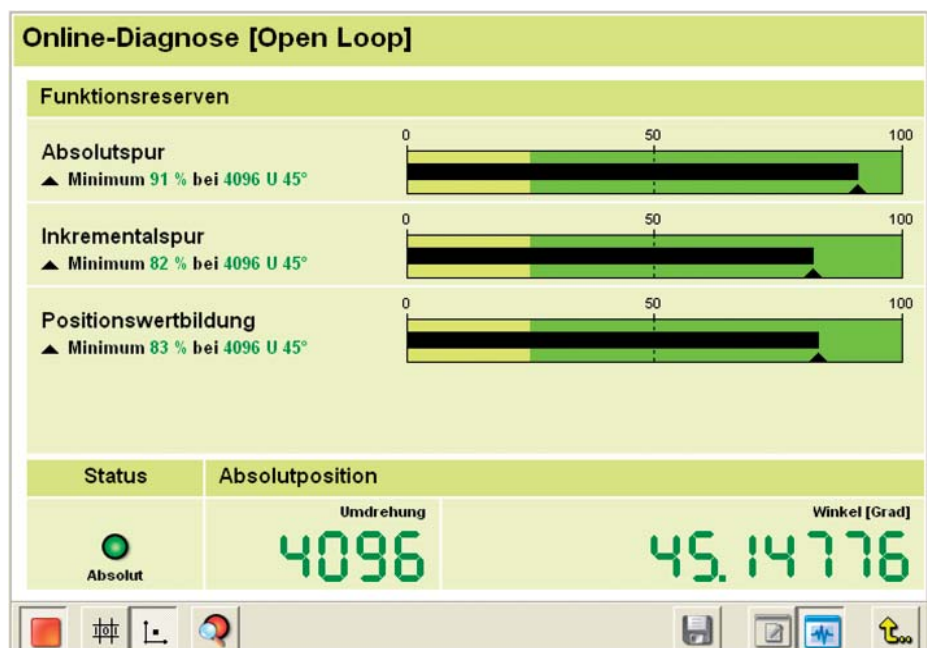 Online-Diagnose [Open Loop]
Funktionsreserven
Absolutspur
Minimum 91 % bei 4096 U 45°
0 50 100
Inkrementalspur
Minimum 82 % bei 4096 U 45°
0 50 100
Positionswertbildung
Minimum 83 % bei 4096 U 45°
0 50 100
Status Absolutposition
Umdrehung Winkel [Grad]
4096 45.14776
Absolut